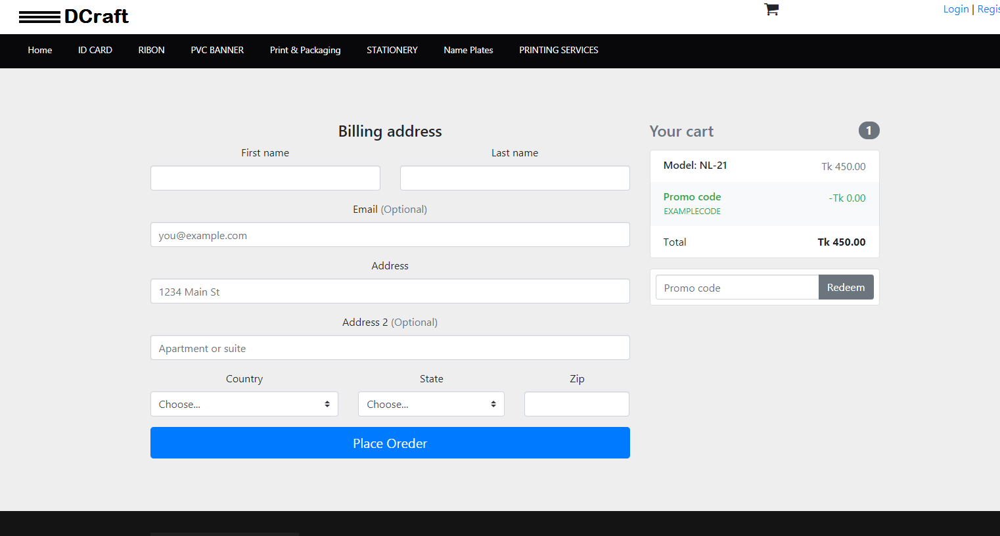 DCraft
Login | Regis
Home ID CARD RIBON PVC BANNER Print & Packaging STATIONERY Name Plates PRINTING SERVICES
Billing address
First name Last name
Email (Optional)
you@example.com
Address
1234 Main St
Address 2 (Optional)
Apartment or suite
Country State Zip
Choose... Choose...
Place Oreder
Your cart 1
Model: NL-21 Tk 450.00
Promo code -Tk 0.00
EXAMPLECODE
Total Tk 450.00
Promo code Redeem